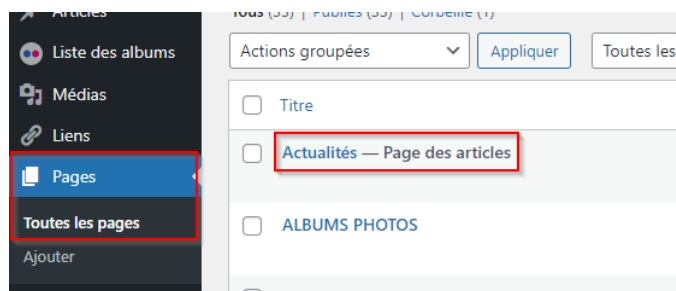 Articles
Liste des albums
Médias
Liens
Pages
Toutes les pages
Ajouter
Tous (33) | Publiés (33) | Corbeille (1)
Actions groupées Appliquer Toutes les
Titre
Actualités — Page des articles
ALBUMS PHOTOS